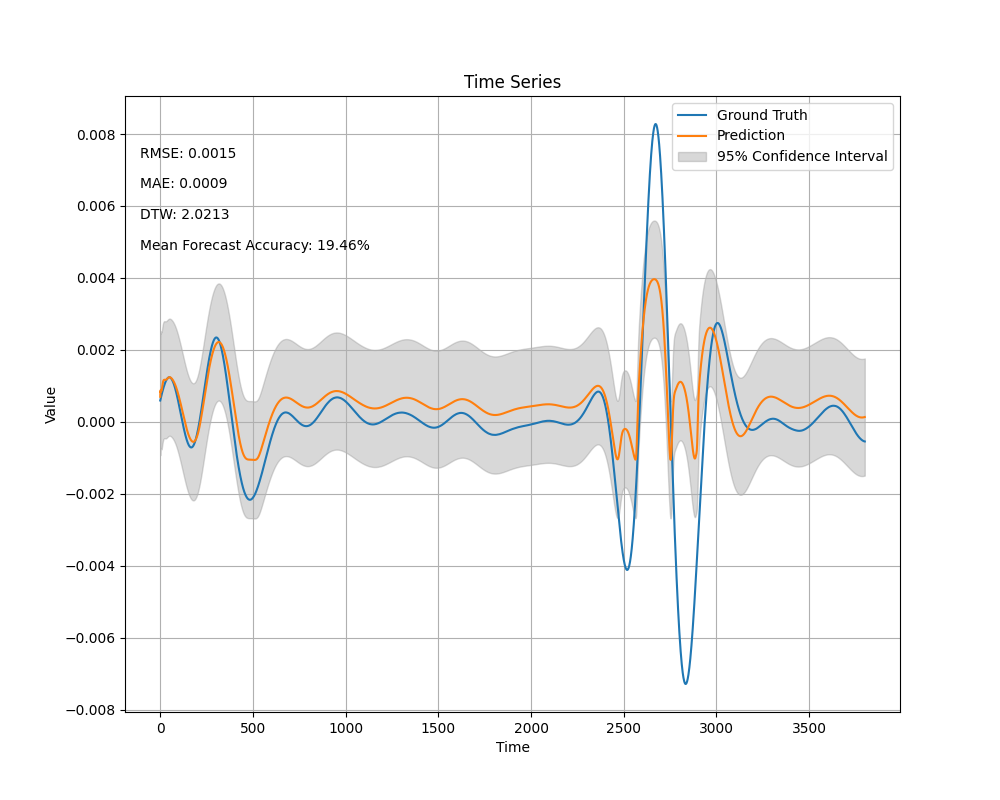 Time Series
Ground Truth
Prediction
95% Confidence Interval
RMSE: 0.0015
MAE: 0.0009
DTW: 2.0213
Mean Forecast Accuracy: 19.46%
Value
0.008
0.006
0.004
0.002
0.000
−0.002
−0.004
−0.006
−0.008
0 500 1000 1500 2000 2500 3000 3500
Time